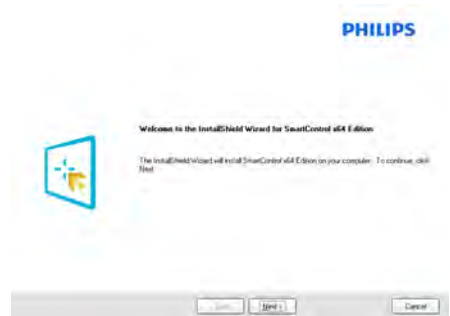 PHILIPS
Welcome to the InstallShield Wizard for SmartControl x64 Edition
The InstallShield Wizard will install SmartControl x64 Edition on your computer. To continue, click
Next
Next >
Cancel